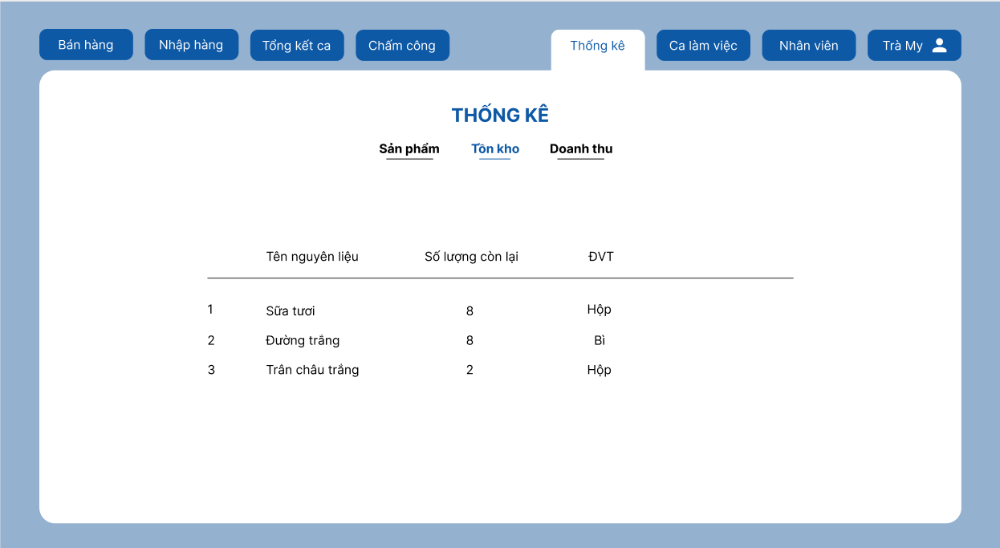 Bán hàng Nhập hàng Tổng kết ca Chấm công Thống kê Ca làm việc Nhân viên Trà My
THỐNG KÊ
Sản phẩm Tồn kho Doanh thu
Tên nguyên liệu Số lượng còn lại ĐVT
1 Sữa tươi 8 Hộp
2 Đường trắng 8 Bì
3 Trân châu trắng 2 Hộp